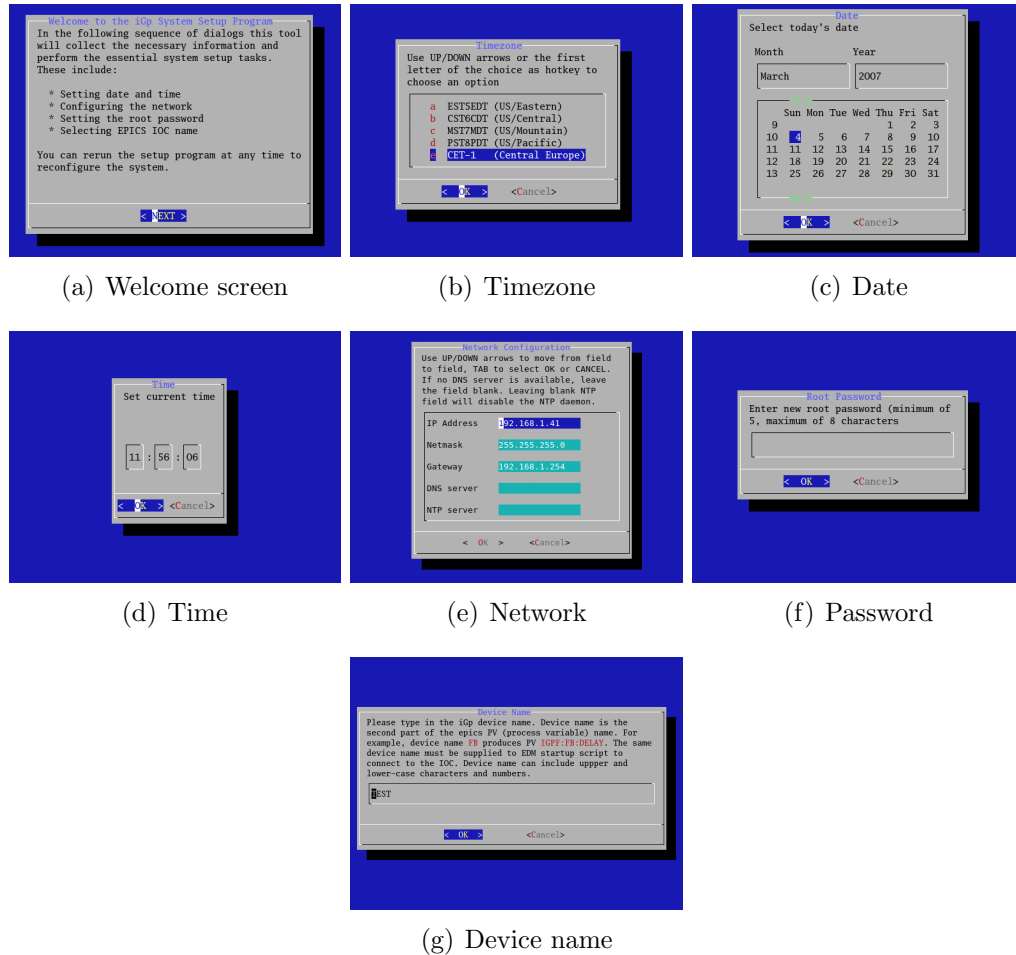 Welcome to the iGp System Setup Program
In the following sequence of dialogs this tool
will collect the necessary information and
perform the essential system setup tasks.
These include:
* Setting date and time
* Configuring the network
* Setting the root password
* Selecting EPICS IOC name
You can rerun the setup program at any time to
reconfigure the system.
< NEXT >
(a) Welcome screen
Timezone
Use UP/DOWN arrows or the first
letter of the choice as hotkey to
choose an option
a EST5EDT (US/Eastern)
b CST6CDT (US/Central)
c MST7MDT (US/Mountain)
d PST8PDT (US/Pacific)
e CET-1 (Central Europe)
< OK > <Cancel>
(b) Timezone
Date
Select today's date
Month Year
March 2007
Sun Mon Tue Wed Thu Fri Sat
9 1 2 3
10 4 5 6 7 8 9 10
11 11 12 13 14 15 16 17
12 18 19 20 21 22 23 24
13 25 26 27 28 29 30 31
< OK > <Cancel>
(c) Date
Time
Set current time
11 : 56 : 06
< OK > <Cancel>
(d) Time
Network Configuration
Use UP/DOWN arrows to move from field
to field, TAB to select OK or CANCEL.
If no DNS server is available, leave
the field blank. Leaving blank NTP
field will disable the NTP daemon.
IP Address 192.168.1.41
Netmask 255.255.255.0
Gateway 192.168.1.254
DNS server
NTP server
< OK > <Cancel>
(e) Network
Root Password
Enter new root password (minimum of
5, maximum of 8 characters
< OK > <Cancel>
(f) Password
Device Name
Please type in the iGp device name. Device name is the
second part of the epics PV (process variable) name. For
example, device name FB produces PV IGPF:FB:DELAY. The same
device name must be supplied to EDM startup script to
connect to the IOC. Device name can include uppper and
lower-case characters and numbers.
TEST
< OK > <Cancel>
(g) Device name